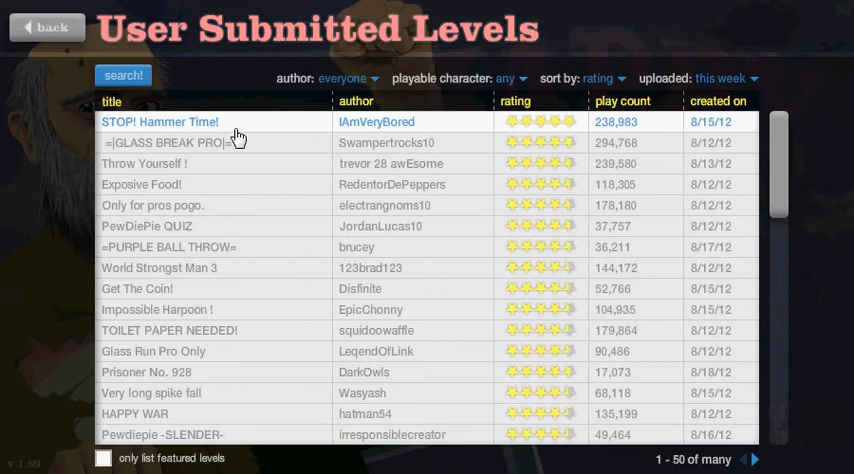 back
User Submitted Levels
search!
author: everyone playable character: any sort by: rating uploaded: this week
title author rating play count created on
STOP! Hammer Time! IAmVeryBored 238,983 8/15/12
=|GLASS BREAK PRO|= Swampertrocks10 294,768 8/12/12
Throw Yourself ! trevor 28 awEsome 239,580 8/13/12
Exposive Food! RedentorDePeppers 118,305 8/12/12
Only for pros pogo. electrangnoms10 178,180 8/12/12
PewDiePie QUIZ JordanLucas10 37,757 8/12/12
=PURPLE BALL THROW= brucey 36,211 8/17/12
World Strongst Man 3 123brad123 144,172 8/12/12
Get The Coin! Disfinite 52,766 8/15/12
Impossible Harpoon ! EpicChonny 104,935 8/15/12
TOILET PAPER NEEDED! squidoowaffle 179,864 8/12/12
Glass Run Pro Only LeqendOfLink 90,486 8/12/12
Prisoner No. 928 DarkOwls 17,073 8/18/12
Very long spike fall Wasyash 68,118 8/15/12
HAPPY WAR hatman54 135,199 8/12/12
Pewdiepie -SLENDER- irresponsiblecreator 49,464 8/16/12
only list featured levels 1 - 50 of many
v 1.69